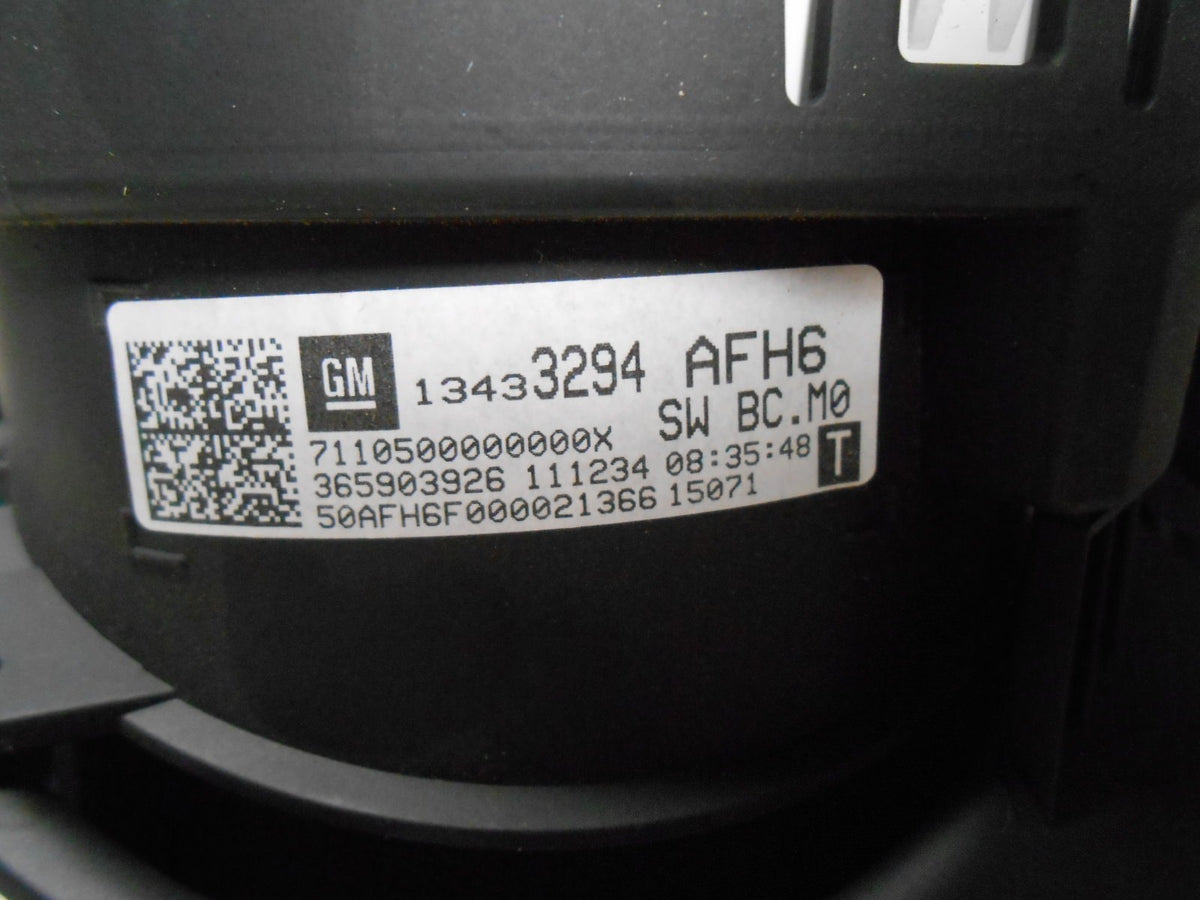 GM 13433294 AFH6
SW BC.M0
7110500000000X
365903926 111234 08:35:48 T
50AFH6F000021366 15071